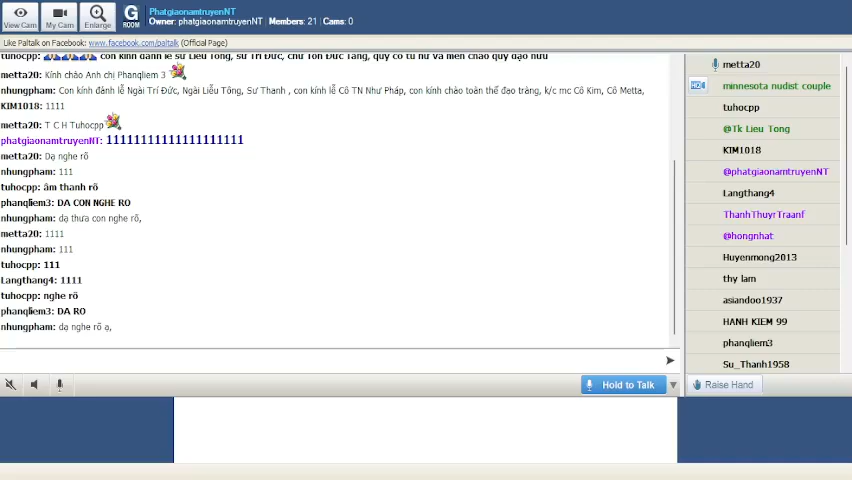 View Cam
My Cam
Enlarge
G
ROOM
PhatgiaonamtruyenNT
Owner: phatgiaonamtruyenNT | Members: 21 | Cams: 0
Like Paltalk on Facebook: www.facebook.com/paltalk (Official Page)
tuhocpp: con kính đảnh lễ sư Liễu Tông, sư Trí Đức, chư Tôn Đức Tăng, quý cô tu nữ và mến chào quý đạo hữu
metta20: Kính chào Anh chị Phanqliem 3
nhungpham: Con kính đảnh lễ Ngài Trí Đức, Ngài Liễu Tông, Sư Thanh , con kính lễ Cô TN Như Pháp, con kính chào toàn thể đao tràng, k/c mc Cô Kim, Cô Metta,
KIM1018: 1111
metta20: T C H Tuhocpp
phatgiaonamtruyenNT: 11111111111111111111
metta20: Dạ nghe rõ
nhungpham: 111
tuhocpp: âm thanh rõ
phanqliem3: DA CON NGHE RO
nhungpham: dạ thưa con nghe rõ,
metta20: 1111
nhungpham: 111
tuhocpp: 111
Langthang4: 1111
tuhocpp: nghe rõ
phanqliem3: DA RO
nhungpham: dạ nghe rõ ạ,
metta20
HD
minnesota nudist couple
tuhocpp
@Tk Lieu Tong
KIM1018
@phatgiaonamtruyenNT
Langthang4
ThanhThuyrTraanf
@hongnhat
Huyenmong2013
thy lam
asiandoo1937
HANH KIEM 99
phanqliem3
Su_Thanh1958
Hold to Talk
Raise Hand